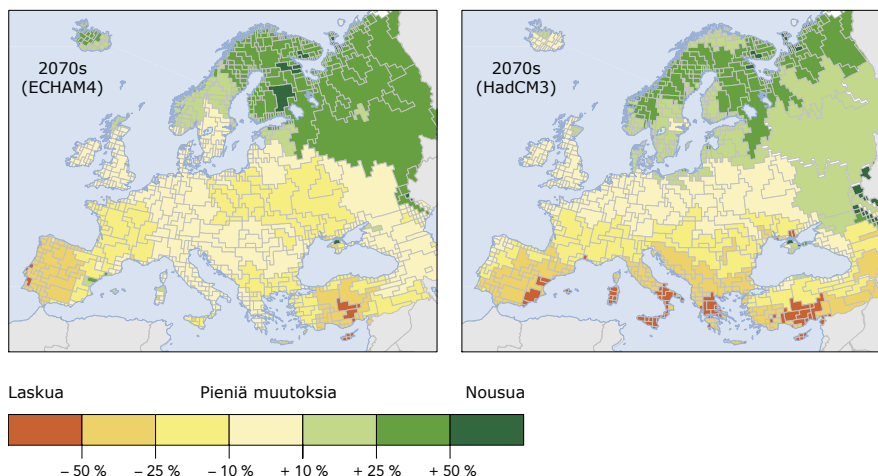 2070s
(ECHAM4)
2070s
(HadCM3)
Laskua Pieniä muutoksia Nousua
– 50 % – 25 % – 10 % + 10 % + 25 % + 50 %